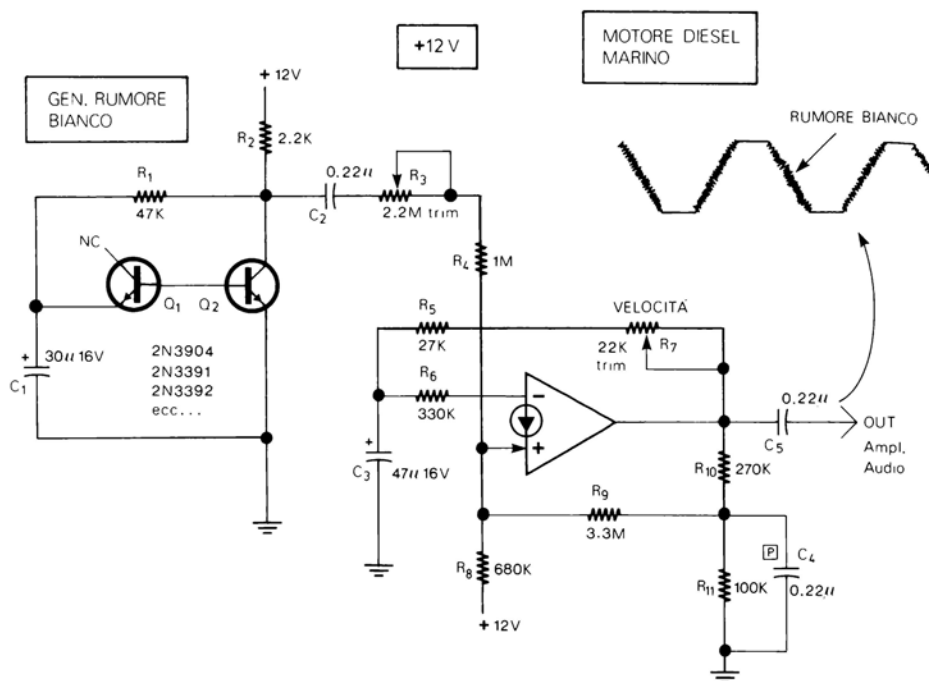 +12 V
MOTORE DIESEL
MARINO
GEN. RUMORE
BIANCO
+ 12V
RUMORE BIANCO
R2
2.2K
R1
47K
0.22u
C2
R3
2.2M trim
NC
Q1
Q2
R4
1M
R5
27K
VELOCITÀ
22K
trim
R7
+
30u 16V
C1
2N3904
2N3391
2N3392
ecc...
R6
330K
−
+
0.22u
C5
OUT
Ampl.
Audio
+
C3
47u 16V
R10
270K
R9
3.3M
R8
680K
+ 12V
P
C4
0.22u
R11
100K